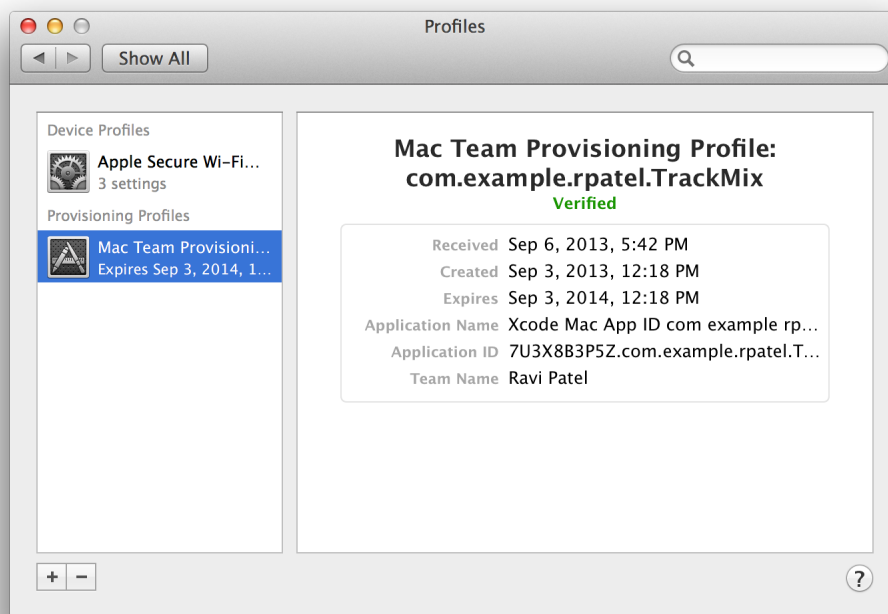 Profiles
Show All
Device Profiles
Apple Secure Wi-Fi...
3 settings
Provisioning Profiles
Mac Team Provisioni...
Expires Sep 3, 2014, 1...
Mac Team Provisioning Profile:
com.example.rpatel.TrackMix
Verified
Received Sep 6, 2013, 5:42 PM
Created Sep 3, 2013, 12:18 PM
Expires Sep 3, 2014, 12:18 PM
Application Name Xcode Mac App ID com example rp...
Application ID 7U3X8B3P5Z.com.example.rpatel.T...
Team Name Ravi Patel
+ −
?